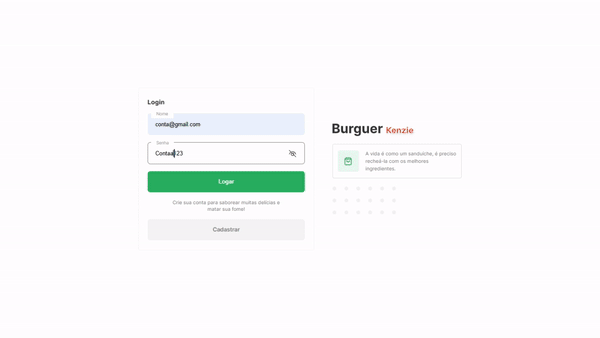 Login
Nome
conta@gmail.com
Senha
Logar
Crie sua conta para saborear muitas delícias e
matar sua fome!
Cadastrar
Burguer Kenzie
A vida é como um sanduíche, é preciso
recheá-la com os melhores
ingredientes.